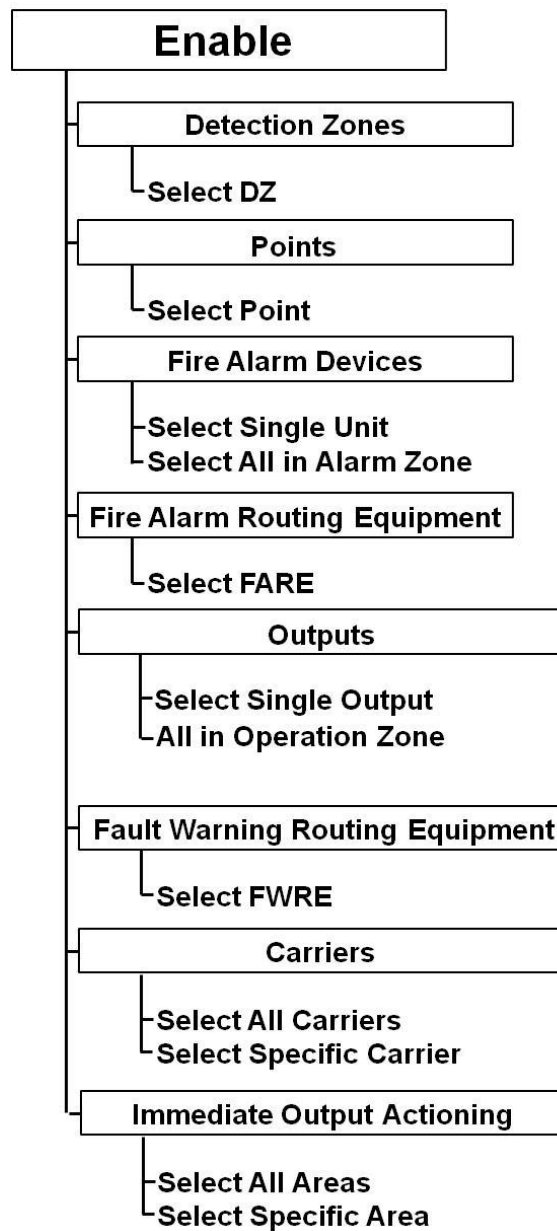 Enable
Detection Zones
Select DZ
Points
Select Point
Fire Alarm Devices
Select Single Unit
Select All in Alarm Zone
Fire Alarm Routing Equipment
Select FARE
Outputs
Select Single Output
All in Operation Zone
Fault Warning Routing Equipment
Select FWRE
Carriers
Select All Carriers
Select Specific Carrier
Immediate Output Actioning
Select All Areas
Select Specific Area